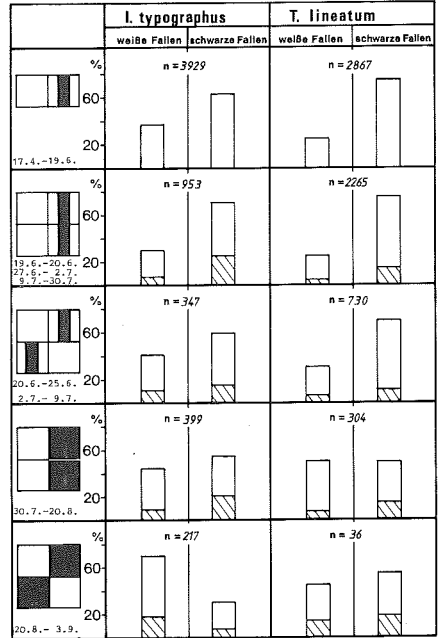 I. typographus T. lineatum
weiße Fallen schwarze Fallen weiße Fallen schwarze Fallen
% n = 3929 n = 2867
60
20
17.4.-19.6.
% n = 953 n = 2265
60
19.6.-20.6.
27.6.- 2.7.
9.7.-30.7.
20
% n = 347 n = 730
60
20.6.-25.6.
20
2.7.- 9.7.
% n = 399 n = 304
60
20
30.7.-20.8.
% n = 217 n = 36
60
20
20.8.- 3.9.